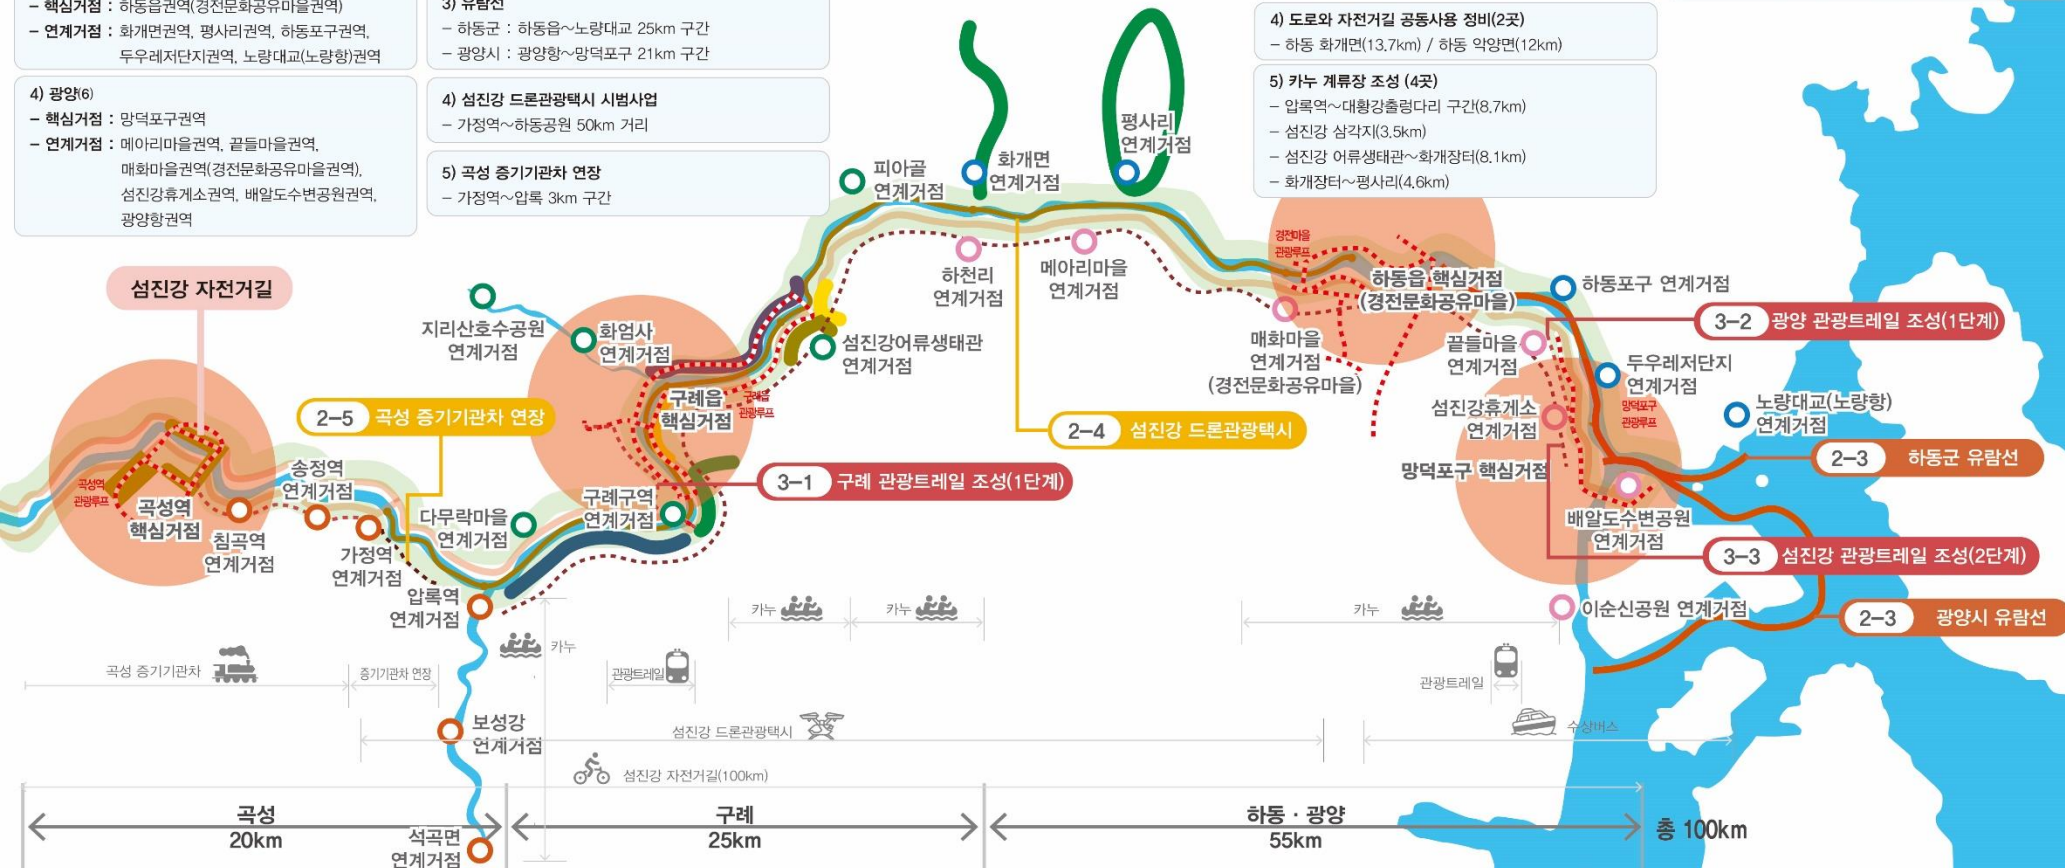 – 핵심거점 : 하동읍권역(경전문화공유마을권역)
– 연계거점 : 화개면권역, 평사리권역, 하동포구권역,
두우레저단지권역, 노량대교(노량항)권역
4) 광양(6)
– 핵심거점 : 망덕포구권역
– 연계거점 : 메아리마을권역, 끝들마을권역,
매화마을권역(경전문화공유마을권역),
섬진강휴게소권역, 배알도수변공원권역,
광양항권역
3) 유람선
– 하동군 : 하동읍~노량대교 25km 구간
– 광양시 : 광양항~망덕포구 21km 구간
4) 섬진강 드론관광택시 시범사업
– 가정역~하동공원 50km 거리
5) 곡성 증기기관차 연장
– 가정역~압록 3km 구간
4) 도로와 자전거길 공동사용 정비(2곳)
– 하동 화개면(13.7km) / 하동 악양면(12km)
5) 카누 계류장 조성 (4곳)
– 압록역~대황강출렁다리 구간(8.7km)
– 섬진강 삼각지(3.5km)
– 섬진강 어류생태관~화개장터(8.1km)
– 화개장터~평사리(4.6km)
평사리
연계거점
피아골
연계거점
화개면
연계거점
섬진강 자전거길
지리산호수공원
연계거점
화엄사
연계거점
섬진강어류생태관
연계거점
하천리
연계거점
메아리마을
연계거점
경전마을
관광루프
하동읍 핵심거점
(경전문화공유마을)
하동포구 연계거점
3–2 광양 관광트레일 조성(1단계)
매화마을
연계거점
(경전문화공유마을)
끝들마을
연계거점
두우레저단지
연계거점
구례읍
핵심거점
구례읍
관광루프
2–5 곡성 증기기관차 연장
2–4 섬진강 드론관광택시
섬진강휴게소
연계거점
망덕포구
관광루프
노량대교(노량항)
연계거점
2–3 하동군 유람선
망덕포구 핵심거점
3–1 구례 관광트레일 조성(1단계)
곡성역
관광루프
곡성역
핵심거점
송정역
연계거점
침곡역
연계거점
가정역
연계거점
다무락마을
연계거점
구례구역
연계거점
배알도수변공원
연계거점
3–3 섬진강 관광트레일 조성(2단계)
압록역
연계거점
이순신공원 연계거점
2–3 광양시 유람선
카누
카누
카누
카누
곡성 증기기관차
증기기관차 연장
관광트레일
관광트레일
보성강
연계거점
섬진강 드론관광택시
수상버스
섬진강 자전거길(100km)
곡성
20km
구례
25km
하동 · 광양
55km
총 100km
석곡면
연계거점